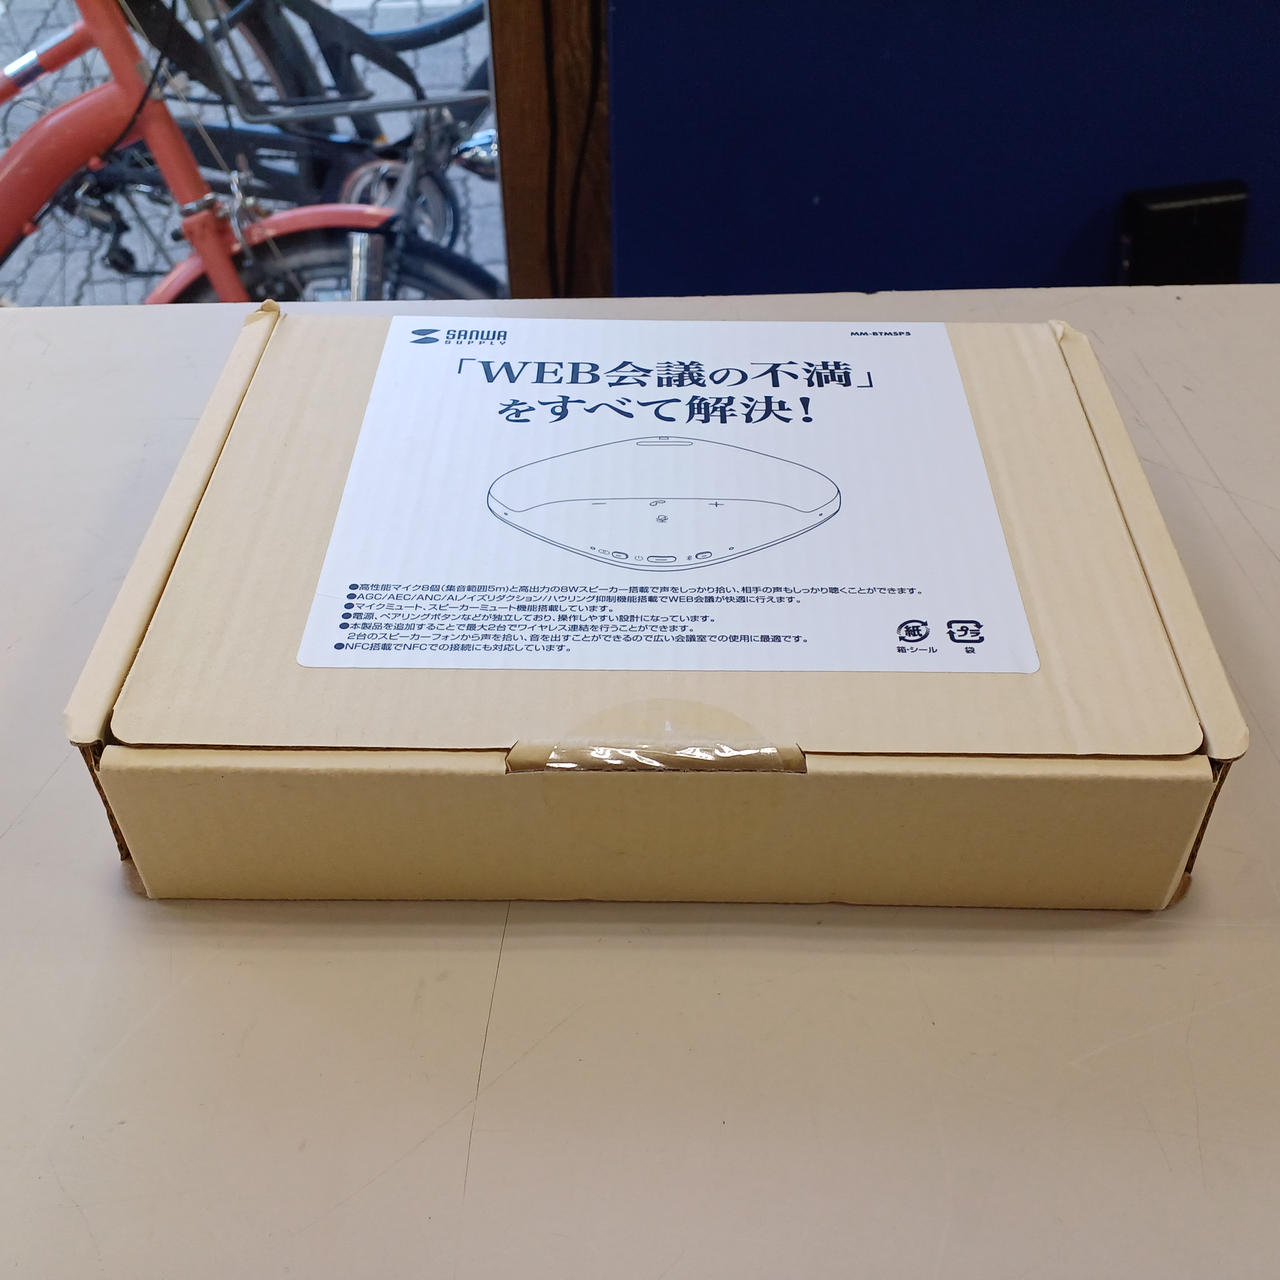 SANWA
SUPPLY
MM-BTMSP5
「WEB会議の不満」
をすべて解決!
●高性能マイク8個(集音範囲5m)と高出力の8Wスピーカー搭載で声をしっかり拾い、相手の声もしっかり聴くことができます。
●AGC/AEC/ANC/AIノイズリダクション/ハウリング抑制機能搭載でWEB会議が快適に行えます。
●マイクミュート、スピーカーミュート機能搭載しています。
●電源、ペアリングボタンなどが独立しており、操作しやすい設計になっています。
●本製品を追加することで最大2台でワイヤレス連結を行うことができます。
2台のスピーカーフォンから声を拾い、音を出すことができるので広い会議室での使用に最適です。
●NFC搭載でNFCでの接続にも対応しています。
紙
箱・シール
プラ
袋